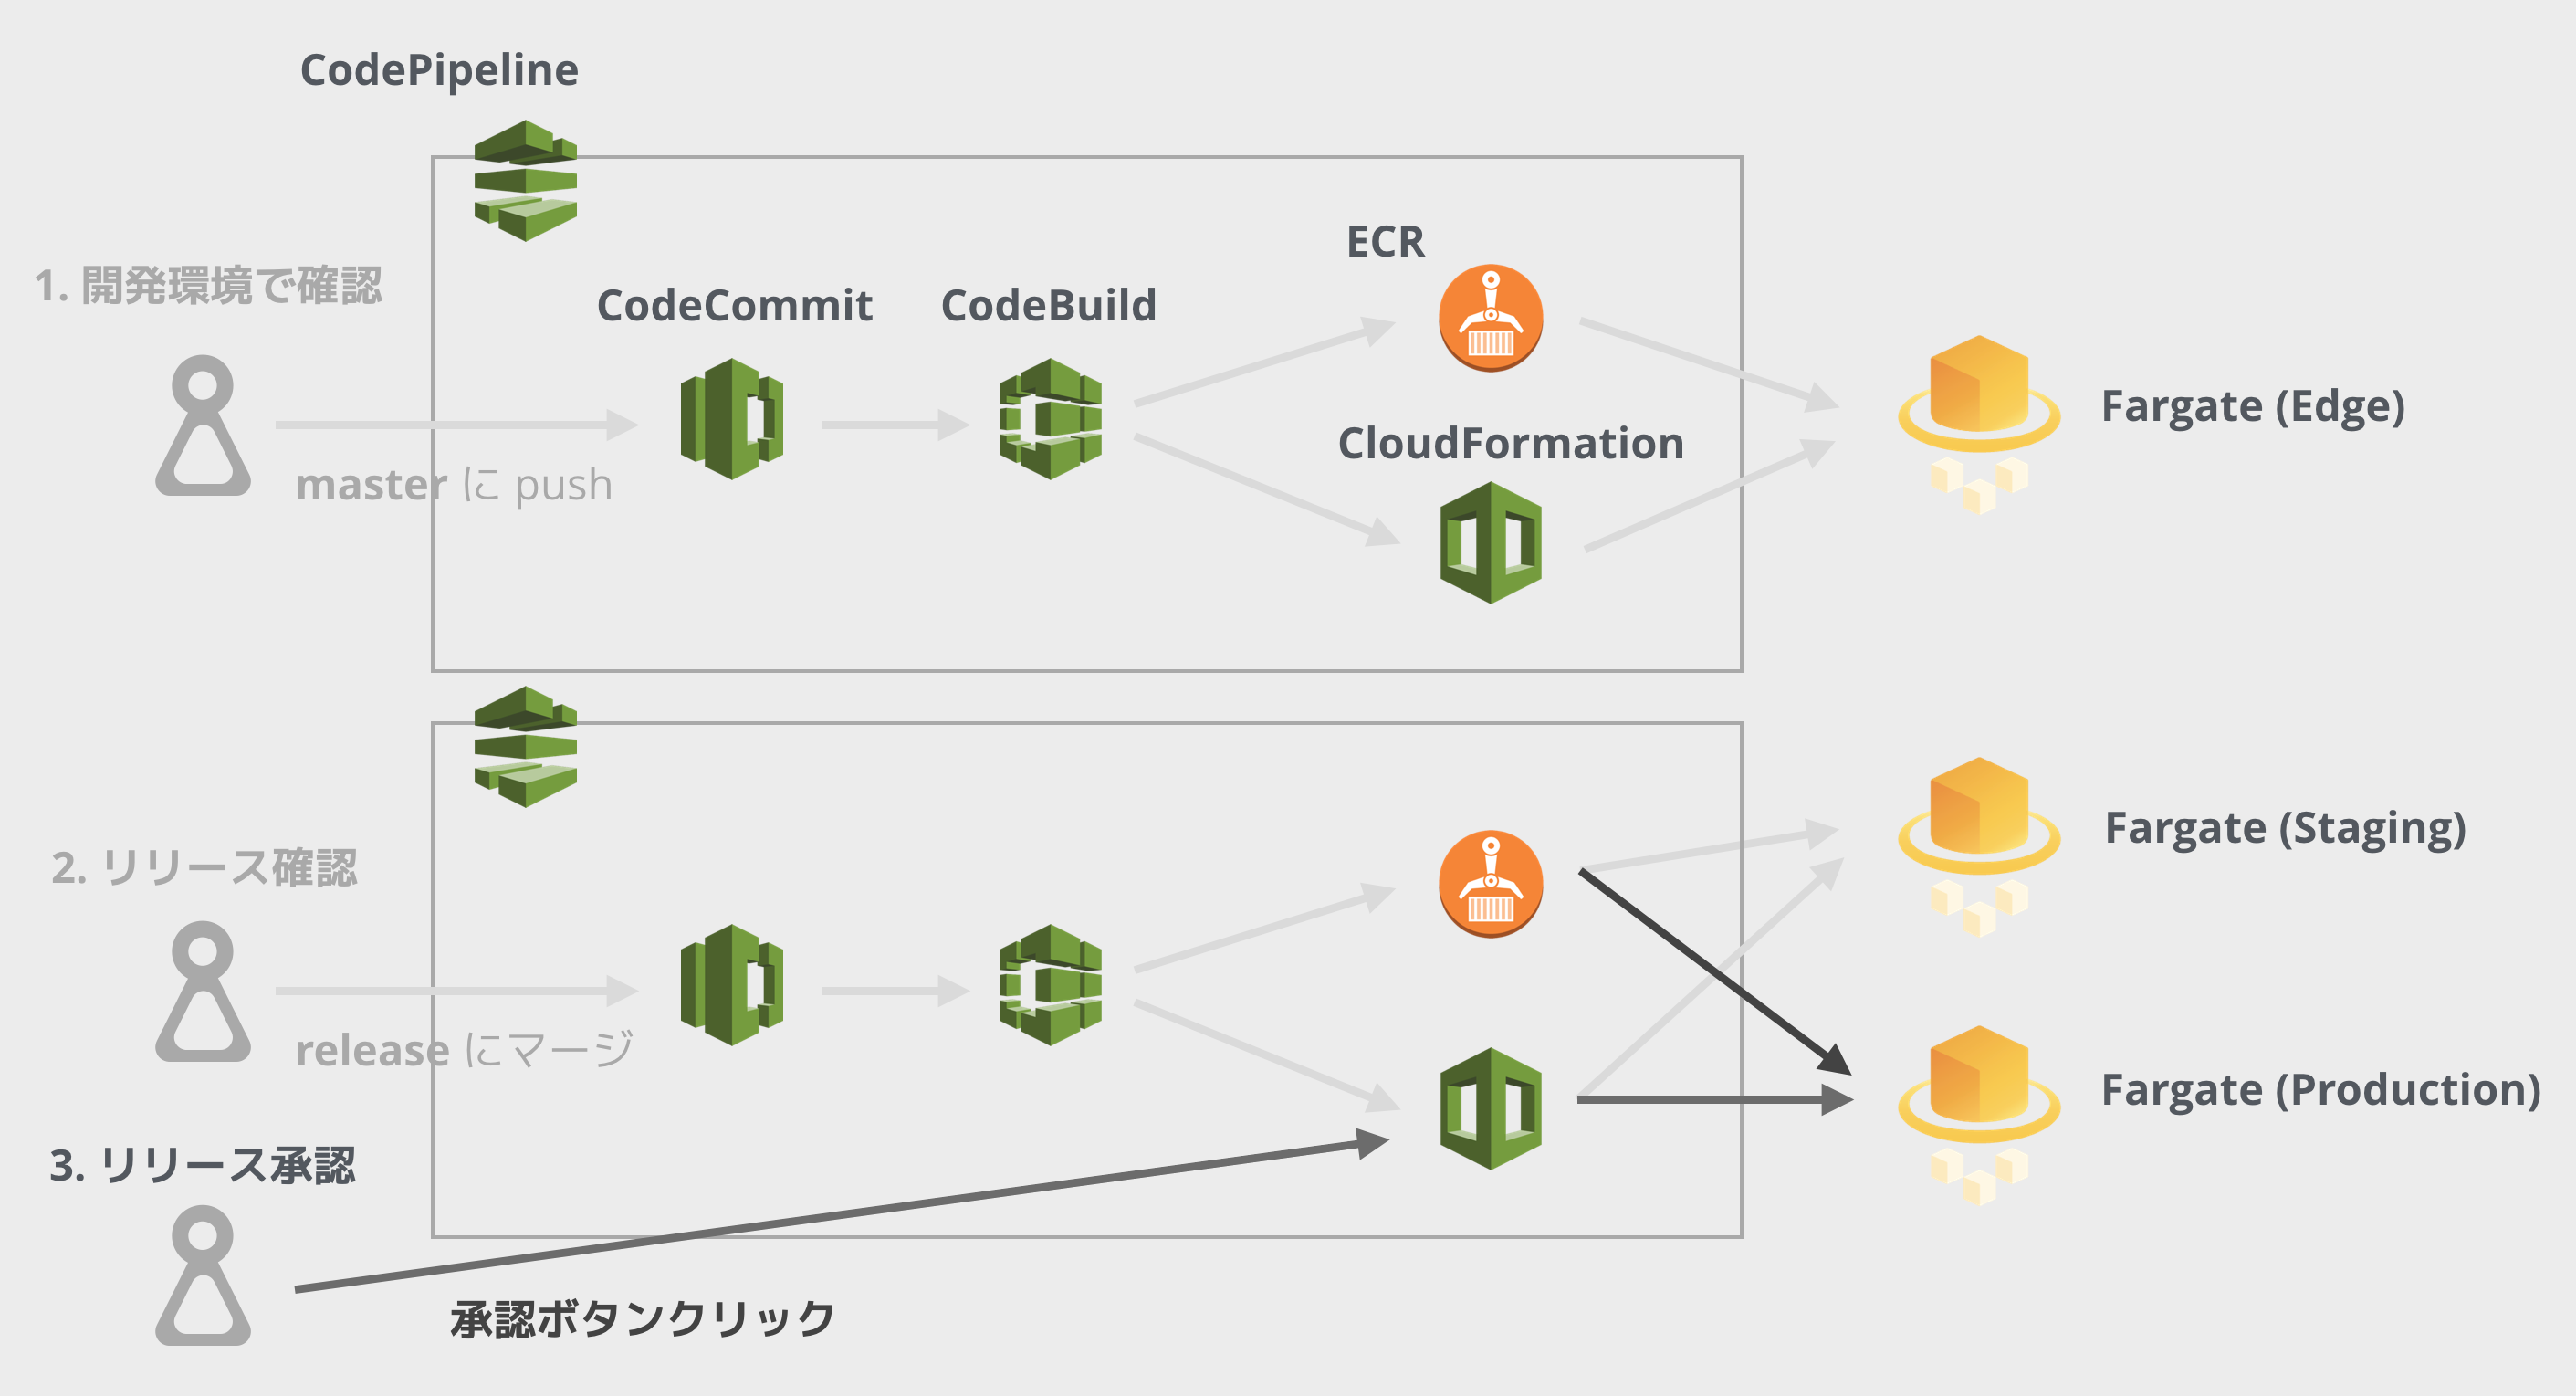 CodePipeline
1. 開発環境で確認
master に push
CodeCommit
CodeBuild
ECR
CloudFormation
Fargate (Edge)
2. リリース確認
release にマージ
Fargate (Staging)
Fargate (Production)
3. リリース承認
承認ボタンクリック